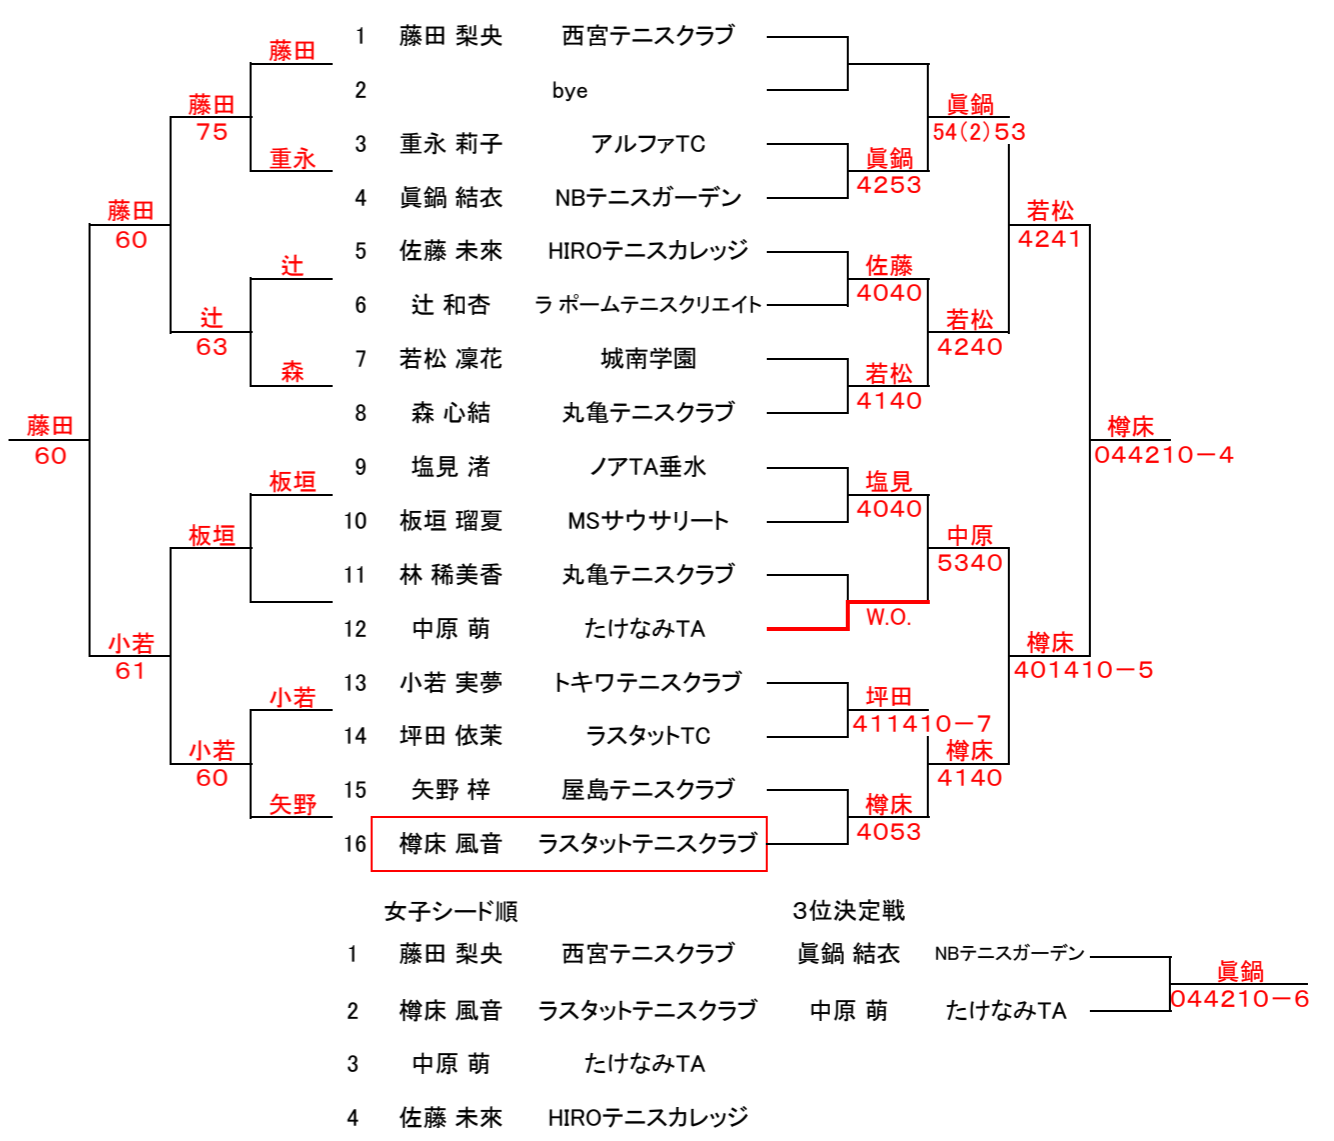 1 藤田 梨央 西宮テニスクラブ
藤田
2 bye
藤田 眞鍋
75 54(2)53
3 重永 莉子 アルファTC
重永 眞鍋
4253
4 眞鍋 結衣 NBテニスガーデン
藤田 若松
60 4241
5 佐藤 未來 HIROテニスカレッジ
辻 佐藤
4040
6 辻 和杏 ラ ポームテニスクリエイト
辻 若松
63 4240
7 若松 凜花 城南学園
森 若松
4140
8 森 心結 丸亀テニスクラブ
藤田 樽床
60 044210-4
9 塩見 渚 ノアTA垂水
板垣 塩見
4040
10 板垣 瑠夏 MSサウサリート
板垣 中原
5340
11 林 稀美香 丸亀テニスクラブ
W.O.
12 中原 萌 たけなみTA
小若 樽床
61 401410-5
13 小若 実夢 トキワテニスクラブ
小若 坪田
411410-7
14 坪田 依茉 ラスタットTC
小若 樽床
60 4140
15 矢野 梓 屋島テニスクラブ
矢野 樽床
4053
16 樽床 風音 ラスタットテニスクラブ
女子シード順 3位決定戦
1 藤田 梨央 西宮テニスクラブ 眞鍋 結衣 NBテニスガーデン
眞鍋
044210-6
2 樽床 風音 ラスタットテニスクラブ 中原 萌 たけなみTA
3 中原 萌 たけなみTA
4 佐藤 未來 HIROテニスカレッジ